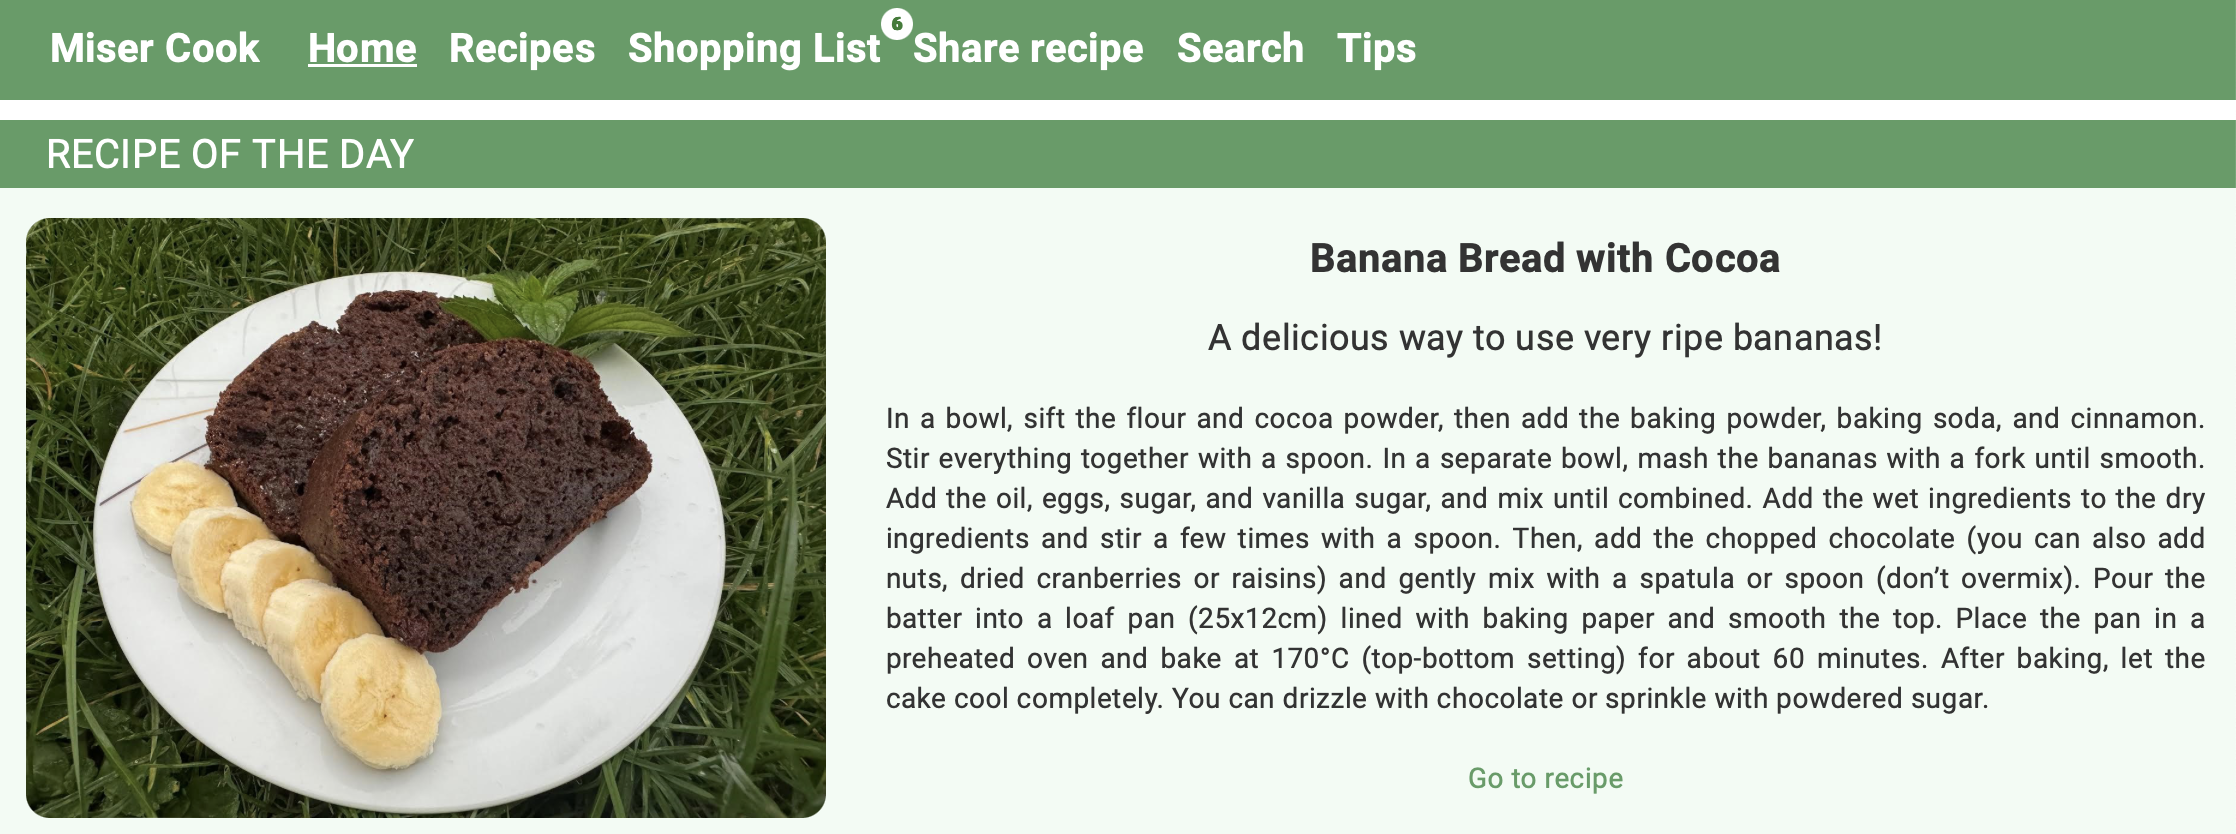 Miser Cook Home Recipes Shopping List 6 Share recipe Search Tips
RECIPE OF THE DAY
Banana Bread with Cocoa
A delicious way to use very ripe bananas!
In a bowl, sift the flour and cocoa powder, then add the baking powder, baking soda, and cinnamon.
Stir everything together with a spoon. In a separate bowl, mash the bananas with a fork until smooth.
Add the oil, eggs, sugar, and vanilla sugar, and mix until combined. Add the wet ingredients to the dry
ingredients and stir a few times with a spoon. Then, add the chopped chocolate (you can also add
nuts, dried cranberries or raisins) and gently mix with a spatula or spoon (don’t overmix). Pour the
batter into a loaf pan (25x12cm) lined with baking paper and smooth the top. Place the pan in a
preheated oven and bake at 170°C (top-bottom setting) for about 60 minutes. After baking, let the
cake cool completely. You can drizzle with chocolate or sprinkle with powdered sugar.
Go to recipe